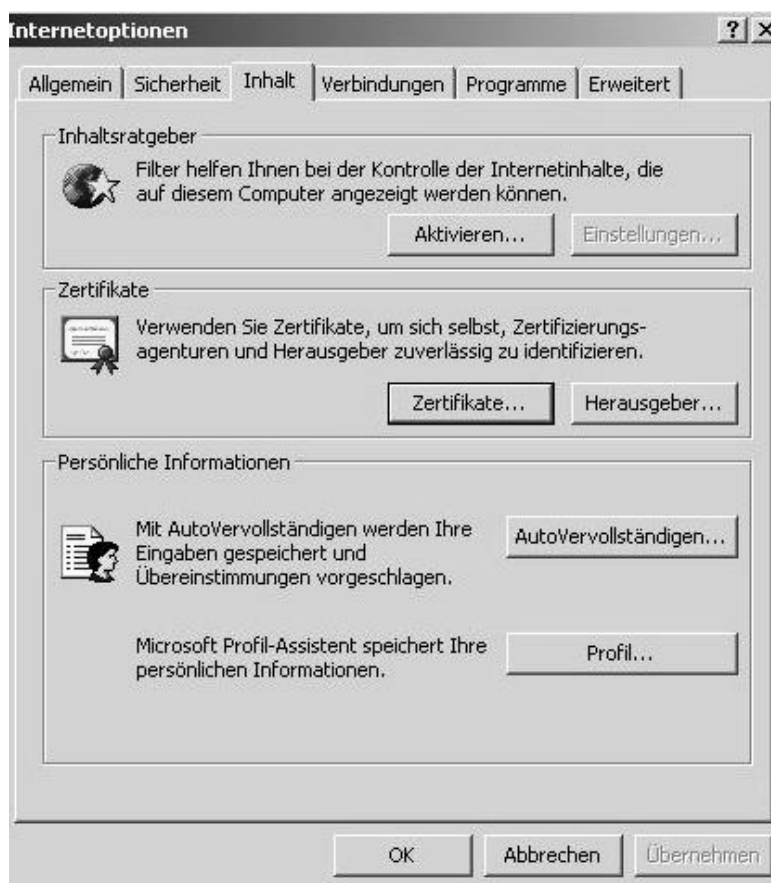 Internetoptionen
Allgemein Sicherheit Inhalt Verbindungen Programme Erweitert
Inhaltsratgeber
Filter helfen Ihnen bei der Kontrolle der Internetinhalte, die
auf diesem Computer angezeigt werden können.
Aktivieren... Einstellungen...
Zertifikate
Verwenden Sie Zertifikate, um sich selbst, Zertifizierungs-
agenturen und Herausgeber zuverlässig zu identifizieren.
Zertifikate... Herausgeber...
Persönliche Informationen
Mit AutoVervollständigen werden Ihre
Eingaben gespeichert und
Übereinstimmungen vorgeschlagen.
AutoVervollständigen...
Microsoft Profil-Assistent speichert Ihre
persönlichen Informationen.
Profil...
OK Abbrechen Übernehmen